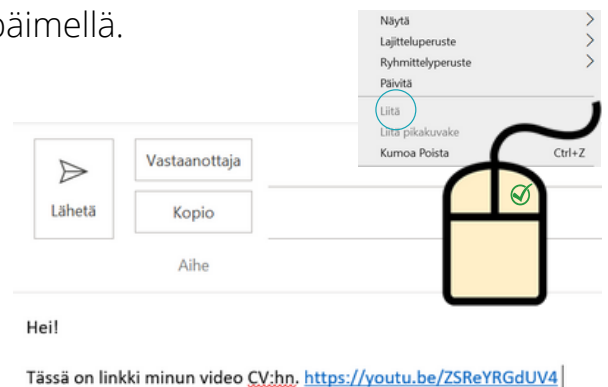 päimellä.
Näytä
Lajitteluperuste
Ryhmittelyperuste
Päivitä
Liitä
Liitä pikakuvake
Kumoa Poista Ctrl+Z
Vastaanottaja
Lähetä
Kopio
Aihe
Hei!
Tässä on linkki minun video CV:hn. https://youtu.be/ZSReYRGdUV4